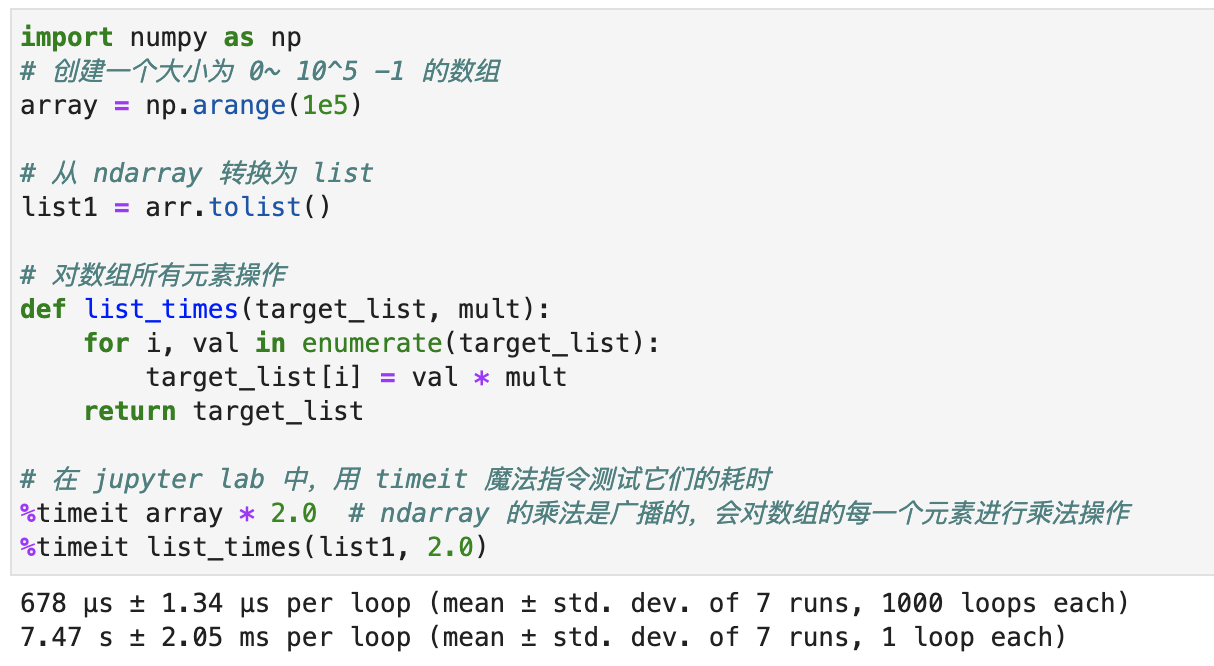 import numpy as np
# 创建一个大小为 0~ 10^5 -1 的数组
array = np.arange(1e5)
# 从 ndarray 转换为 list
list1 = arr.tolist()
# 对数组所有元素操作
def list_times(target_list, mult):
    for i, val in enumerate(target_list):
        target_list[i] = val * mult
    return target_list
# 在 jupyter lab 中，用 timeit 魔法指令测试它们的耗时
%timeit array * 2.0  # ndarray 的乘法是广播的，会对数组的每一个元素进行乘法操作
%timeit list_times(list1, 2.0)
678 µs ± 1.34 µs per loop (mean ± std. dev. of 7 runs, 1000 loops each)
7.47 s ± 2.05 ms per loop (mean ± std. dev. of 7 runs, 1 loop each)